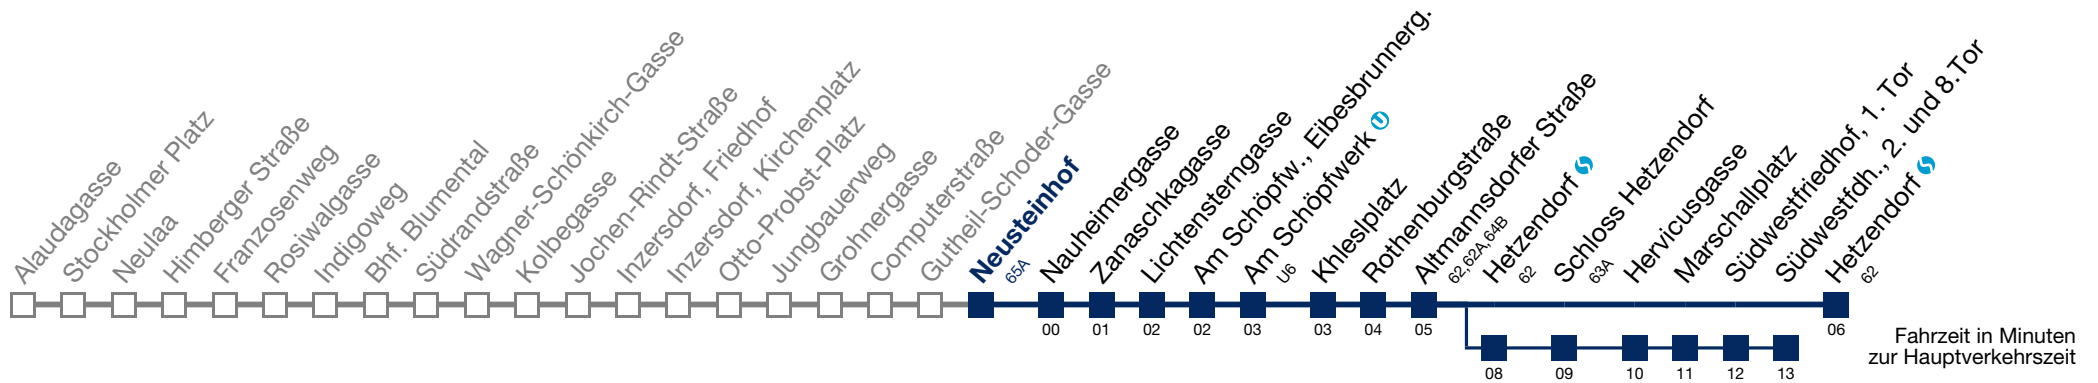 Alaudagasse
Stockholmer Platz
Neulaa
Himberger Straße
Franzosenweg
Rosiwalgasse
Indigoweg
Bhf. Blumental
Südrandstraße
Wagner-Schönkirch-Gasse
Kolbegasse
Jochen-Rindt-Straße
Inzersdorf, Friedhof
Inzersdorf, Kirchenplatz
Otto-Probst-Platz
Jungbauerweg
Großnergasse
Computerstraße
Gutheil-Schoder-Gasse
Neusteinhof
65A
Nauheimergasse
Zanaschkagasse
Lichtensterngasse
Am Schöpfw., Eibesbrunnerg.
Am Schöpfwerk U
U6
Khleslplatz
Rothenburgstraße
Altmannsdorfer Straße
62,62A,64B
Hetzendorf S
62
Schloss Hetzendorf
63A
Hervicusgasse
Marschallplatz
Südwestfriedhof, 1. Tor
Südwestfdh., 2. und 8.Tor
Hetzendorf S
62
00 01 02 02 03 03 04 05 06
08 09 10 11 12 13
Fahrzeit in Minuten
zur Hauptverkehrszeit